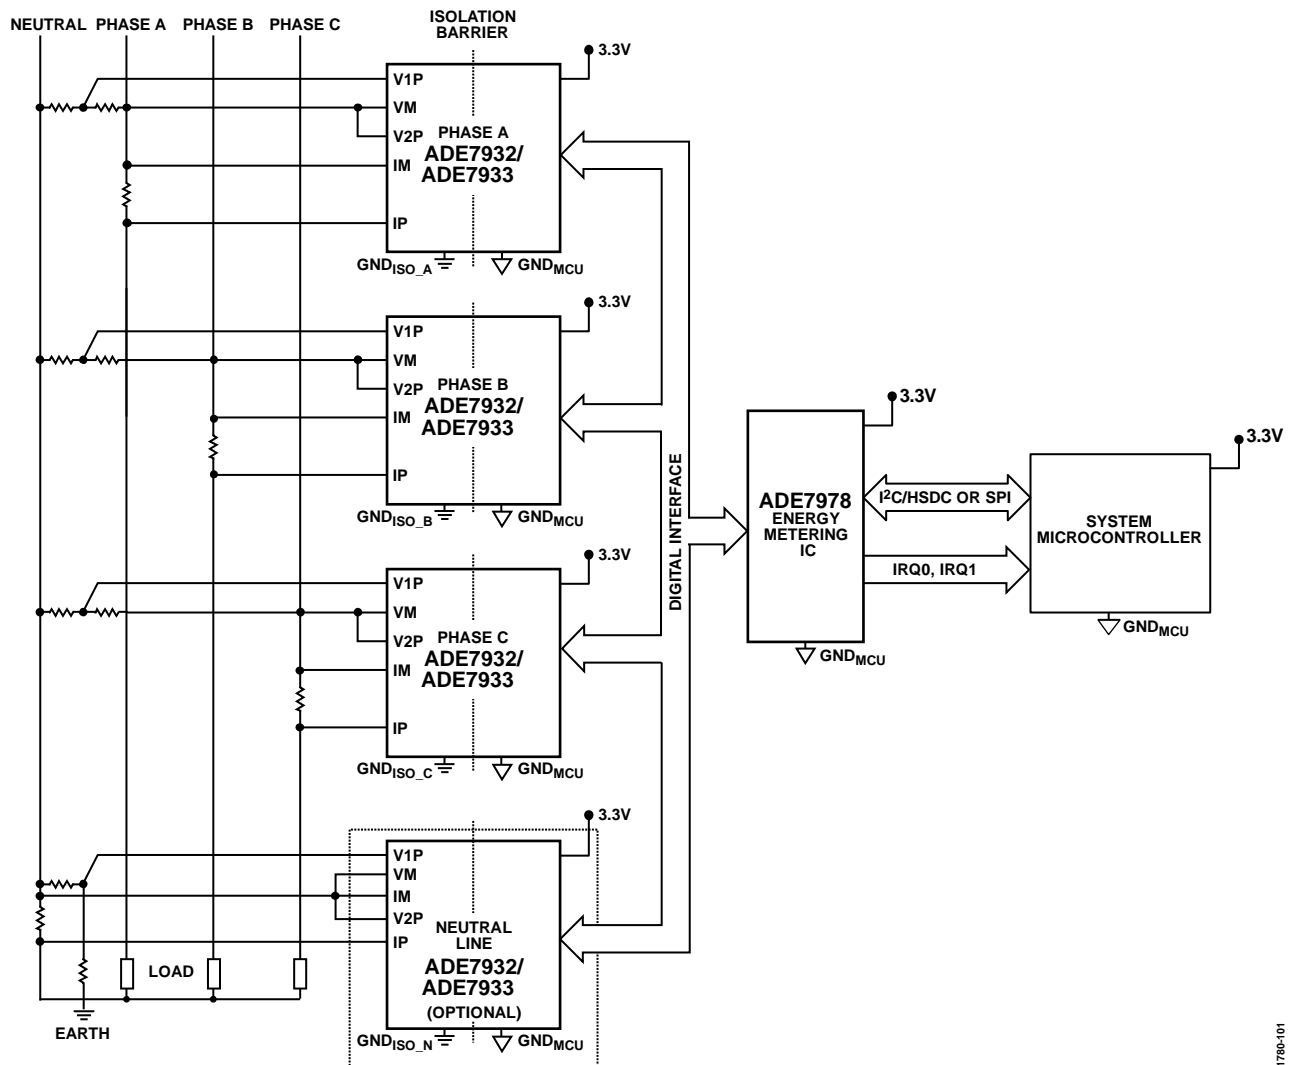 NEUTRAL PHASE A PHASE B PHASE C
ISOLATION
BARRIER
3.3V
V1P
VM
V2P
IM
IP
PHASE A
ADE7932/
ADE7933
GNDISO_A
GNDMCU
3.3V
V1P
VM
V2P
IM
IP
PHASE B
ADE7932/
ADE7933
GNDISO_B
GNDMCU
3.3V
V1P
VM
V2P
IM
IP
PHASE C
ADE7932/
ADE7933
GNDISO_C
GNDMCU
3.3V
V1P
VM
IM
V2P
IP
NEUTRAL
LINE
ADE7932/
ADE7933
(OPTIONAL)
GNDISO_N
GNDMCU
LOAD
EARTH
DIGITAL INTERFACE
3.3V
ADE7978
ENERGY
METERING
IC
GNDMCU
I2C/HSDC OR SPI
IRQ0, IRQ1
3.3V
SYSTEM
MICROCONTROLLER
GNDMCU
1780-101